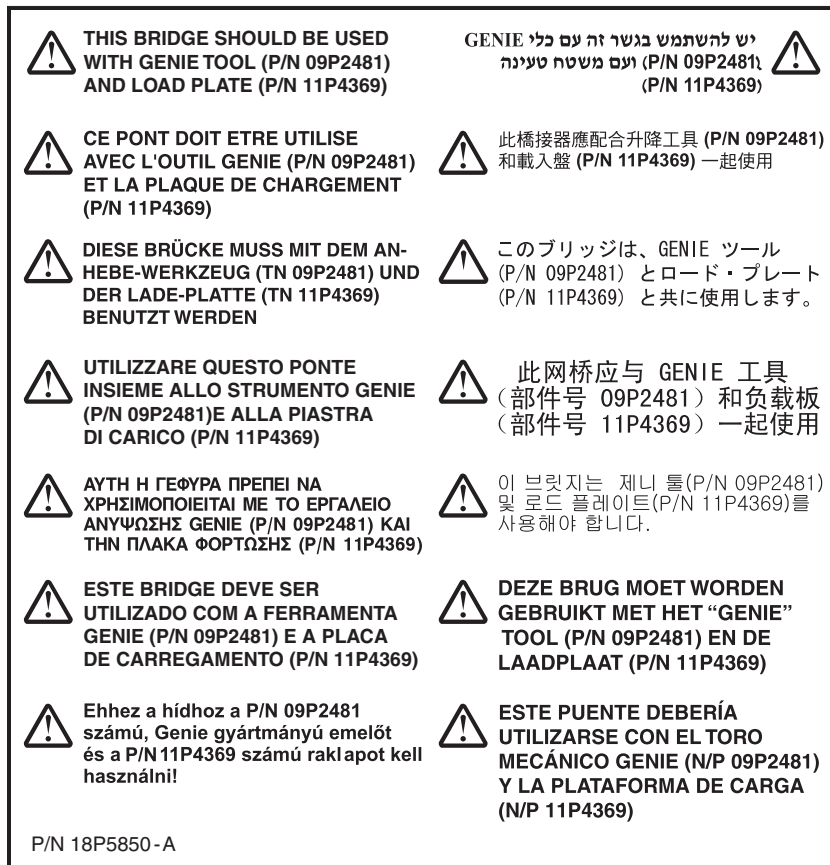 THIS BRIDGE SHOULD BE USED
WITH GENIE TOOL (P/N 09P2481)
AND LOAD PLATE (P/N 11P4369)
יש להשתמש בגשר זה עם כלי GENIE
(P/N 09P2481) ועם משטח טעינה
(P/N 11P4369)
CE PONT DOIT ETRE UTILISE
AVEC L'OUTIL GENIE (P/N 09P2481)
ET LA PLAQUE DE CHARGEMENT
(P/N 11P4369)
此橋接器應配合升降工具 (P/N 09P2481)
和載入盤 (P/N 11P4369) 一起使用
DIESE BRÜCKE MUSS MIT DEM AN-
HEBE-WERKZEUG (TN 09P2481) UND
DER LADE-PLATTE (TN 11P4369)
BENUTZT WERDEN
このブリッジは、GENIE ツール
(P/N 09P2481) とロード・プレート
(P/N 11P4369) と共に使用します。
UTILIZZARE QUESTO PONTE
INSIEME ALLO STRUMENTO GENIE
(P/N 09P2481)E ALLA PIASTRA
DI CARICO (P/N 11P4369)
此网桥应与 GENIE 工具
（部件号 09P2481）和负载板
（部件号 11P4369）一起使用
ΑΥΤΗ Η ΓΕΦΥΡΑ ΠΡΕΠΕΙ ΝΑ
ΧΡΗΣΙΜΟΠΟΙΕΙΤΑΙ ΜΕ ΤΟ ΕΡΓΑΛΕΙΟ
ΑΝΥΨΩΣΗΣ GENIE (P/N 09P2481) ΚΑΙ
ΤΗΝ ΠΛΑΚΑ ΦΟΡΤΩΣΗΣ (P/N 11P4369)
이 브릿지는 제니 툴(P/N 09P2481)
및 로드 플레이트(P/N 11P4369)를
사용해야 합니다.
ESTE BRIDGE DEVE SER
UTILIZADO COM A FERRAMENTA
GENIE (P/N 09P2481) E A PLACA
DE CARREGAMENTO (P/N 11P4369)
DEZE BRUG MOET WORDEN
GEBRUIKT MET HET “GENIE”
TOOL (P/N 09P2481) EN DE
LAADPLAAT (P/N 11P4369)
Ehhez a hídhoz a P/N 09P2481
számú, Genie gyártmányú emelőt
és a P/N 11P4369 számú raklapot kell
használni!
ESTE PUENTE DEBERÍA
UTILIZARSE CON EL TORO
MECÁNICO GENIE (N/P 09P2481)
Y LA PLATAFORMA DE CARGA
(N/P 11P4369)
P/N 18P5850-A